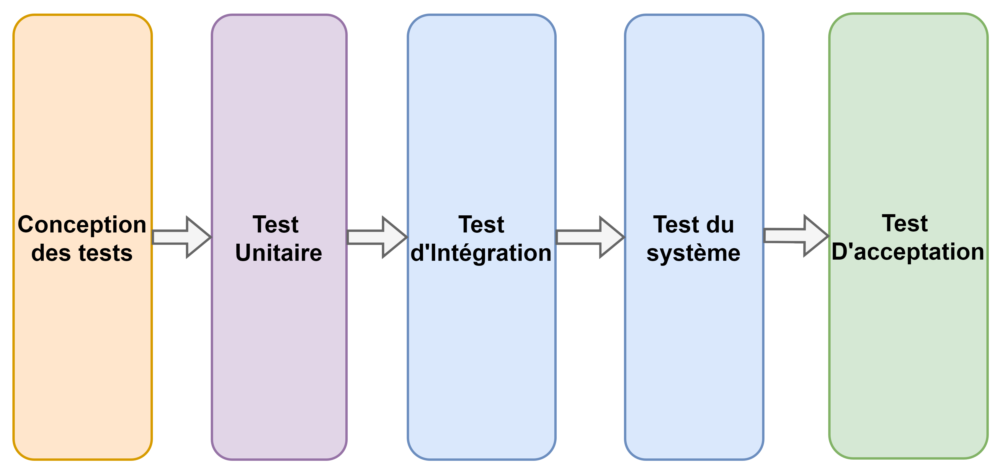 Conception
des tests
Test
Unitaire
Test
d'Intégration
Test du
système
Test
D'acceptation